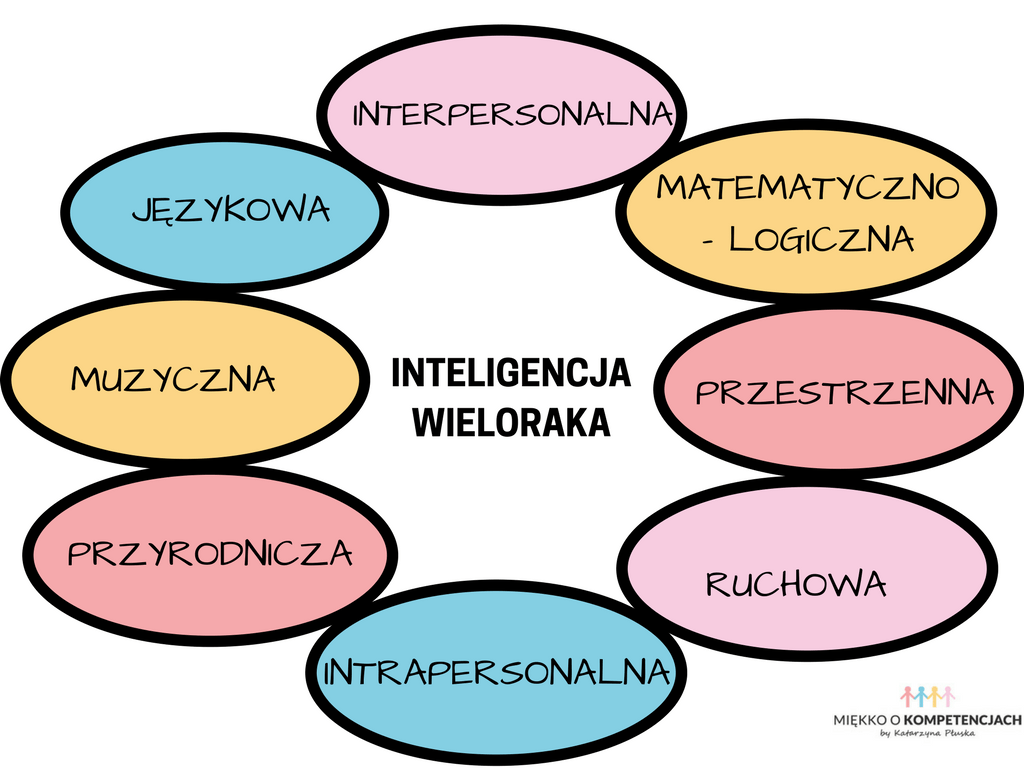 INTERPERSONALNA
MATEMATYCZNO
- LOGICZNA
JĘZYKOWA
MUZYCZNA
INTELIGENCJA
WIELORAKA
PRZESTRZENNA
PRZYRODNICZA
RUCHOWA
INTRAPERSONALNA
MIĘKKO O KOMPETENCJACH
by Katarzyna Płuska